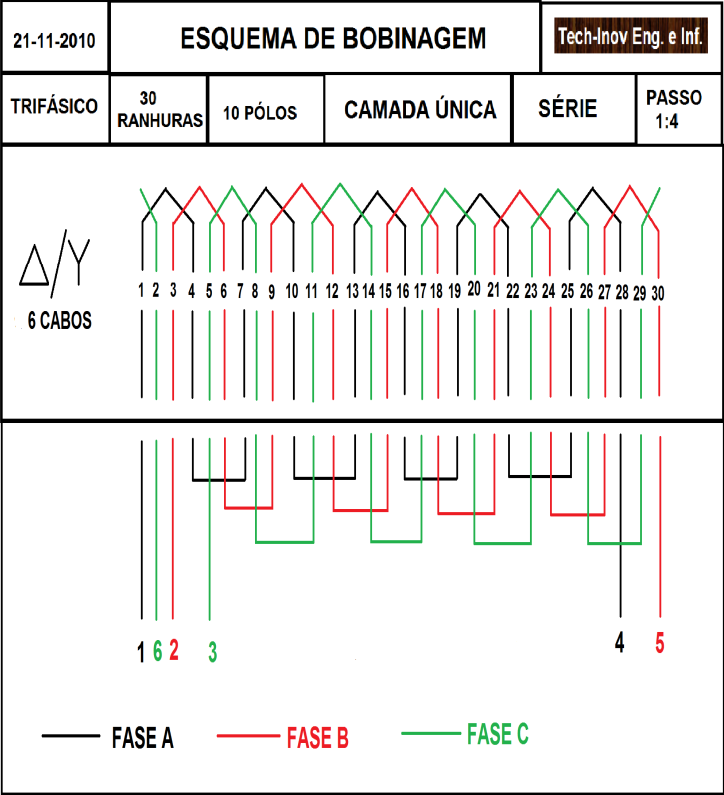 21-11-2010
ESQUEMA DE BOBINAGEM
Tech-Inov Eng. e Inf.
TRIFÁSICO
30
RANHURAS
10 PÓLOS
CAMADA ÚNICA
SÉRIE
PASSO
1:4
Δ/Y
6 CABOS
1 2 3 4 5 6 7 8 9 10 11 12 13 14 15 16 17 18 19 20 21 22 23 24 25 26 27 28 29 30
1 6 2 3 4 5
FASE A
FASE B
FASE C